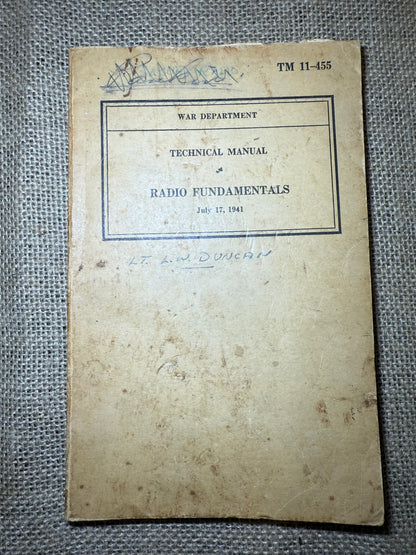 TM 11-455
WAR DEPARTMENT
TECHNICAL MANUAL
RADIO FUNDAMENTALS
July 17, 1941
LT. L.W. DUNCAN